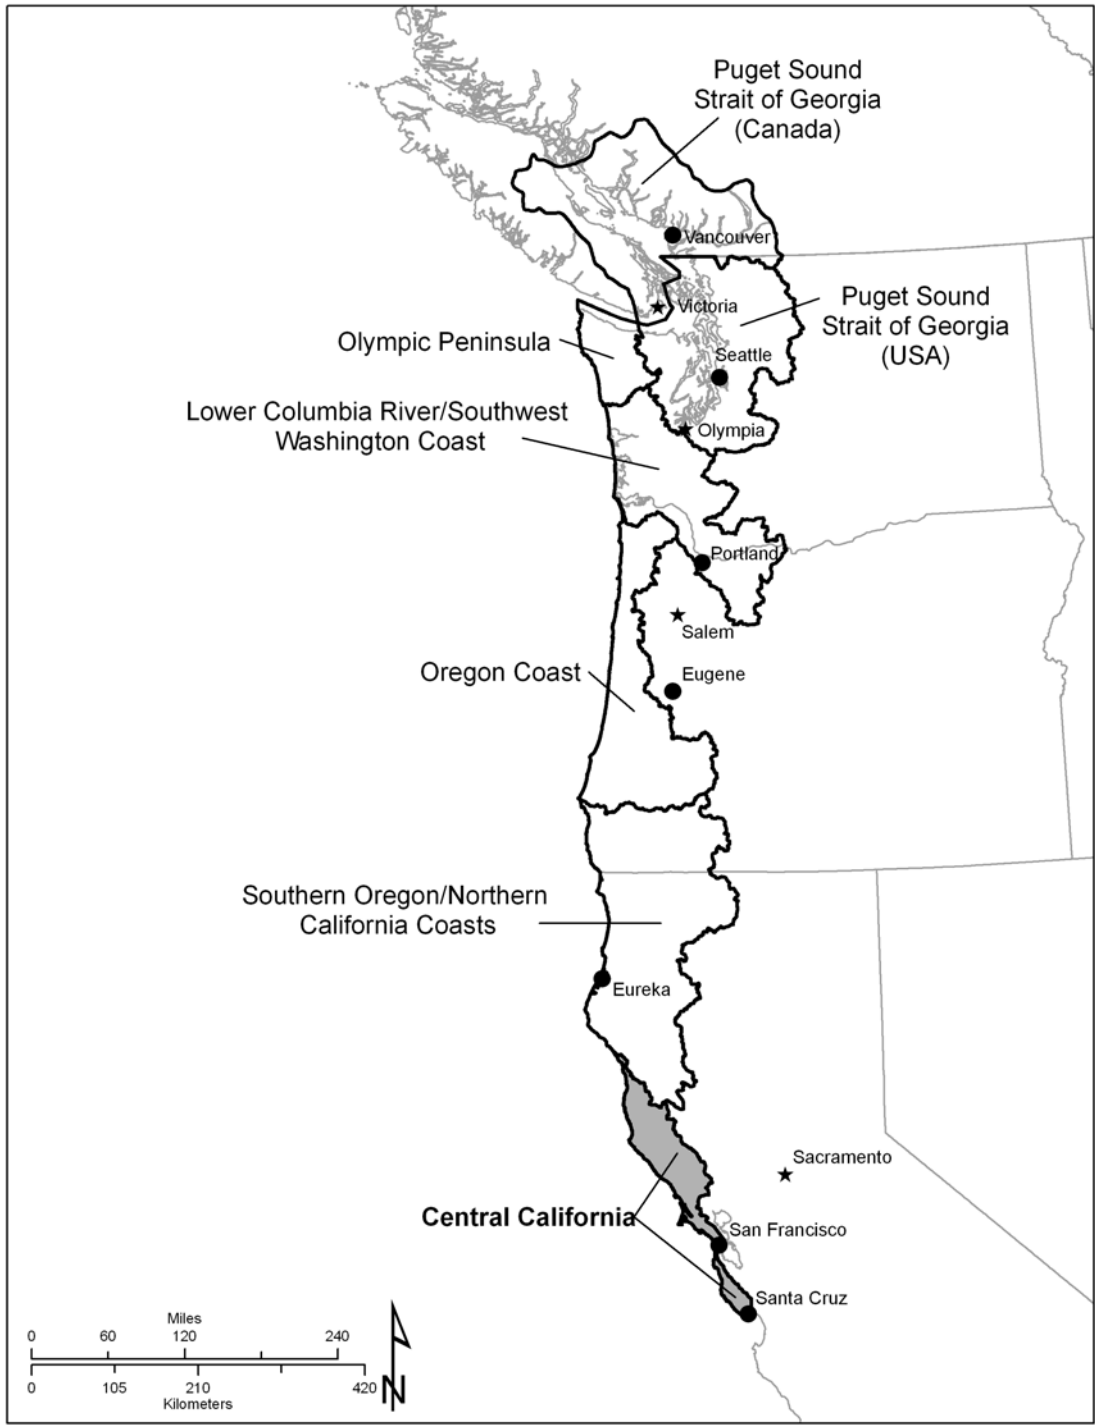 Puget Sound
Strait of Georgia
(Canada)
Vancouver
Victoria
Puget Sound
Strait of Georgia
(USA)
Olympic Peninsula
Seattle
Lower Columbia River/Southwest
Washington Coast
Olympia
Portland
Salem
Oregon Coast
Eugene
Southern Oregon/Northern
California Coasts
Eureka
Sacramento
Central California
San Francisco
Santa Cruz
Miles
0 60 120 240
0 105 210 420
Kilometers
N